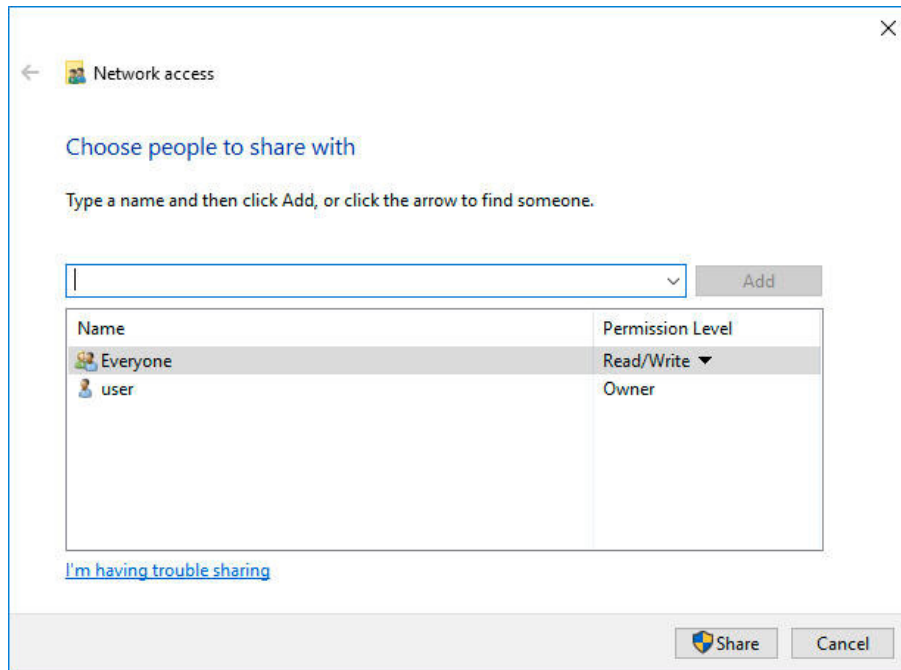 Network access
Choose people to share with
Type a name and then click Add, or click the arrow to find someone.
Add
Name Permission Level
Everyone Read/Write
user Owner
I'm having trouble sharing
Share Cancel